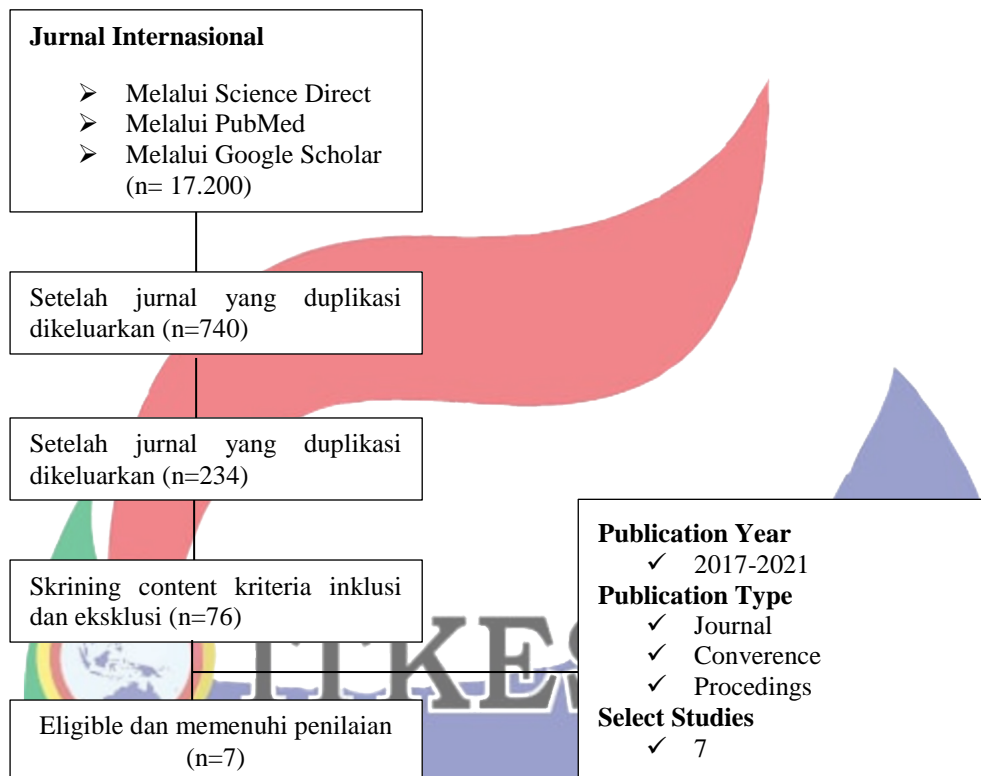 Jurnal Internasional
➢ Melalui Science Direct
➢ Melalui PubMed
➢ Melalui Google Scholar
(n= 17.200)
Setelah jurnal yang duplikasi
dikeluarkan (n=740)
Setelah jurnal yang duplikasi
dikeluarkan (n=234)
Skrining content kriteria inklusi
dan eksklusi (n=76)
Eligible dan memenuhi penilaian
(n=7)
Publication Year
✓ 2017-2021
Publication Type
✓ Journal
✓ Converence
✓ Procedings
Select Studies
✓ 7
ITKES